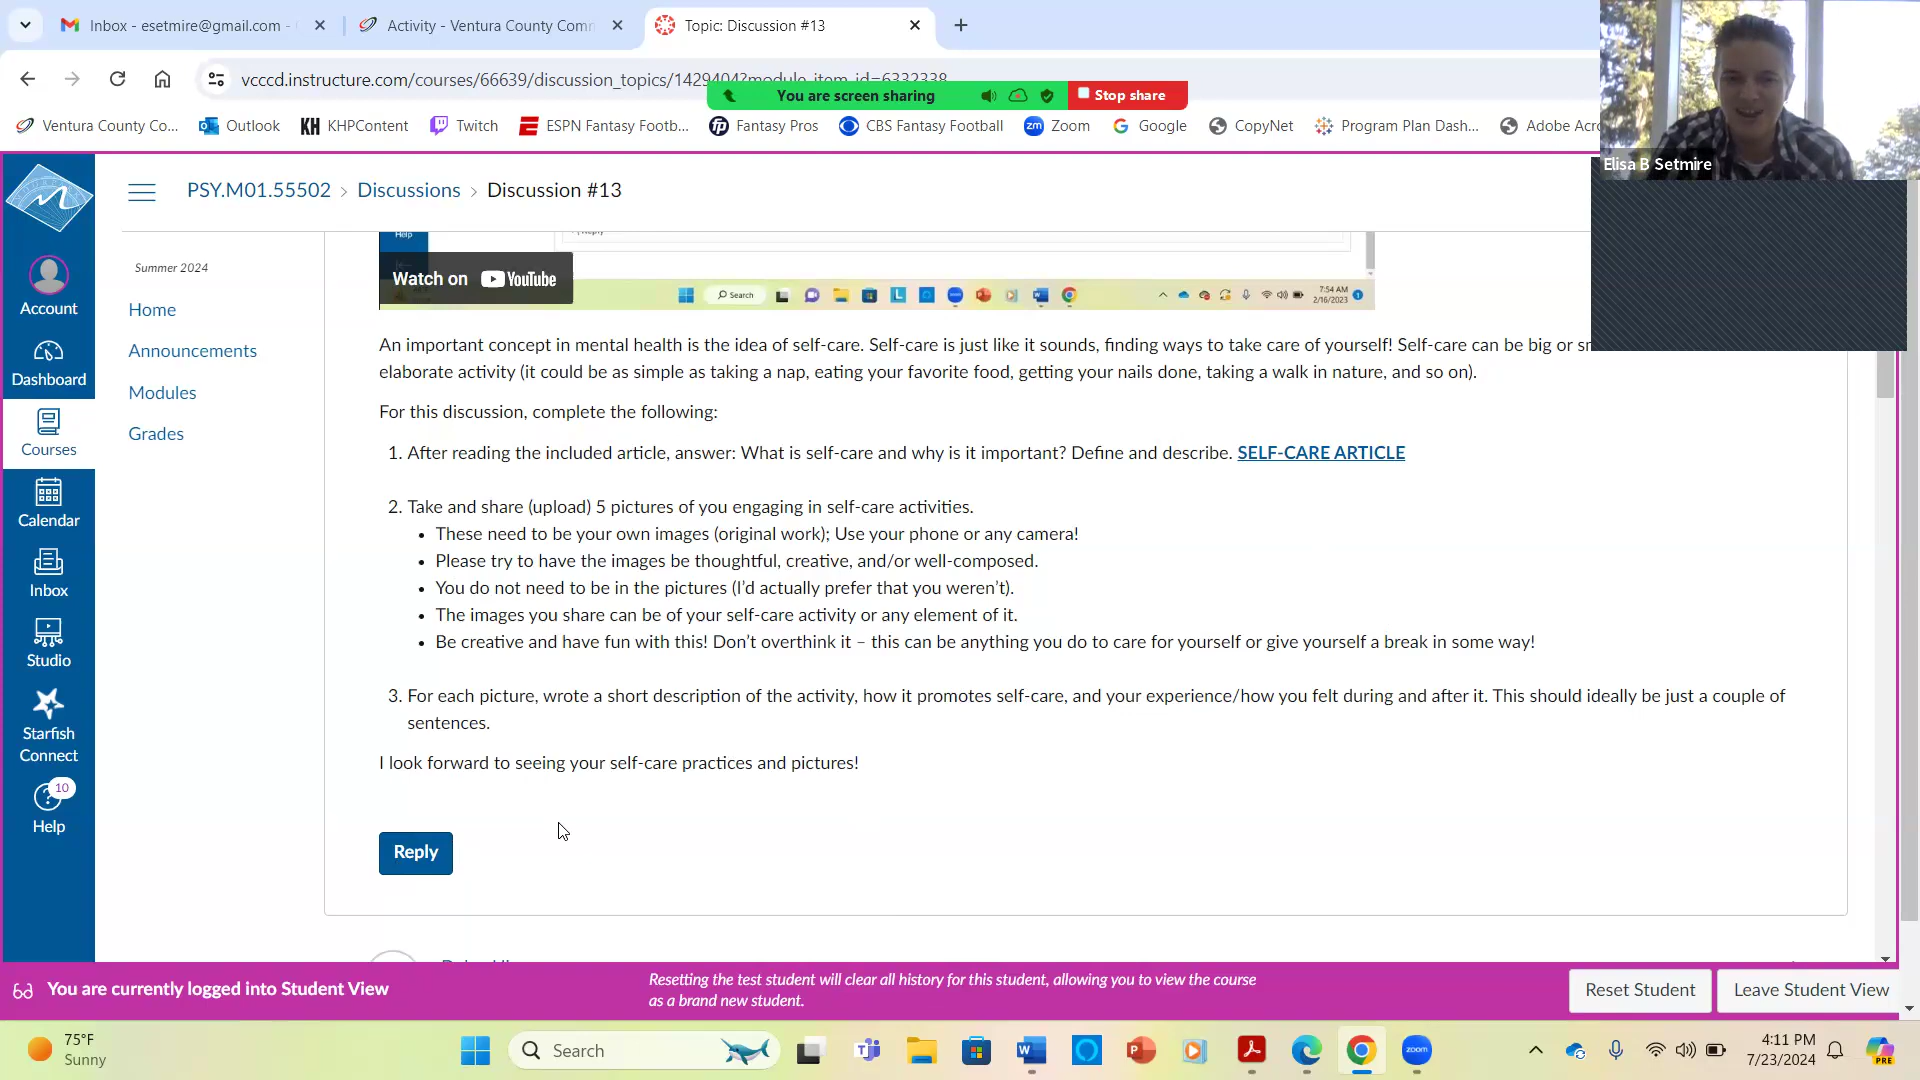 Inbox - esetmire@gmail.com -
Activity - Ventura County Comm
Topic: Discussion #13
vcccd.instructure.com/courses/66639/discussion_topics/1429404?module_item_id=6332338
You are screen sharing
Stop share
Ventura County Co...
Outlook
KHPContent
Twitch
ESPN Fantasy Footb...
Fantasy Pros
CBS Fantasy Football
Zoom
Google
CopyNet
Program Plan Dash...
Adobe Acro
Elisa B Setmire
PSY.M01.55502 > Discussions > Discussion #13
Account
Dashboard
Courses
Calendar
Inbox
Studio
Starfish
Connect
10
Help
Summer 2024
Home
Announcements
Modules
Grades
Help
Watch on YouTube
Search
7:54 AM
2/16/2023
An important concept in mental health is the idea of self-care. Self-care is just like it sounds, finding ways to take care of yourself! Self-care can be big or sm
elaborate activity (it could be as simple as taking a nap, eating your favorite food, getting your nails done, taking a walk in nature, and so on).
For this discussion, complete the following:
1. After reading the included article, answer: What is self-care and why is it important? Define and describe. SELF-CARE ARTICLE
2. Take and share (upload) 5 pictures of you engaging in self-care activities.
• These need to be your own images (original work); Use your phone or any camera!
• Please try to have the images be thoughtful, creative, and/or well-composed.
• You do not need to be in the pictures (I'd actually prefer that you weren't).
• The images you share can be of your self-care activity or any element of it.
• Be creative and have fun with this! Don't overthink it – this can be anything you do to care for yourself or give yourself a break in some way!
3. For each picture, wrote a short description of the activity, how it promotes self-care, and your experience/how you felt during and after it. This should ideally be just a couple of
sentences.
I look forward to seeing your self-care practices and pictures!
Reply
You are currently logged into Student View
Resetting the test student will clear all history for this student, allowing you to view the course
as a brand new student.
Reset Student
Leave Student View
75°F
Sunny
Search
zoom
4:11 PM
7/23/2024
PRE